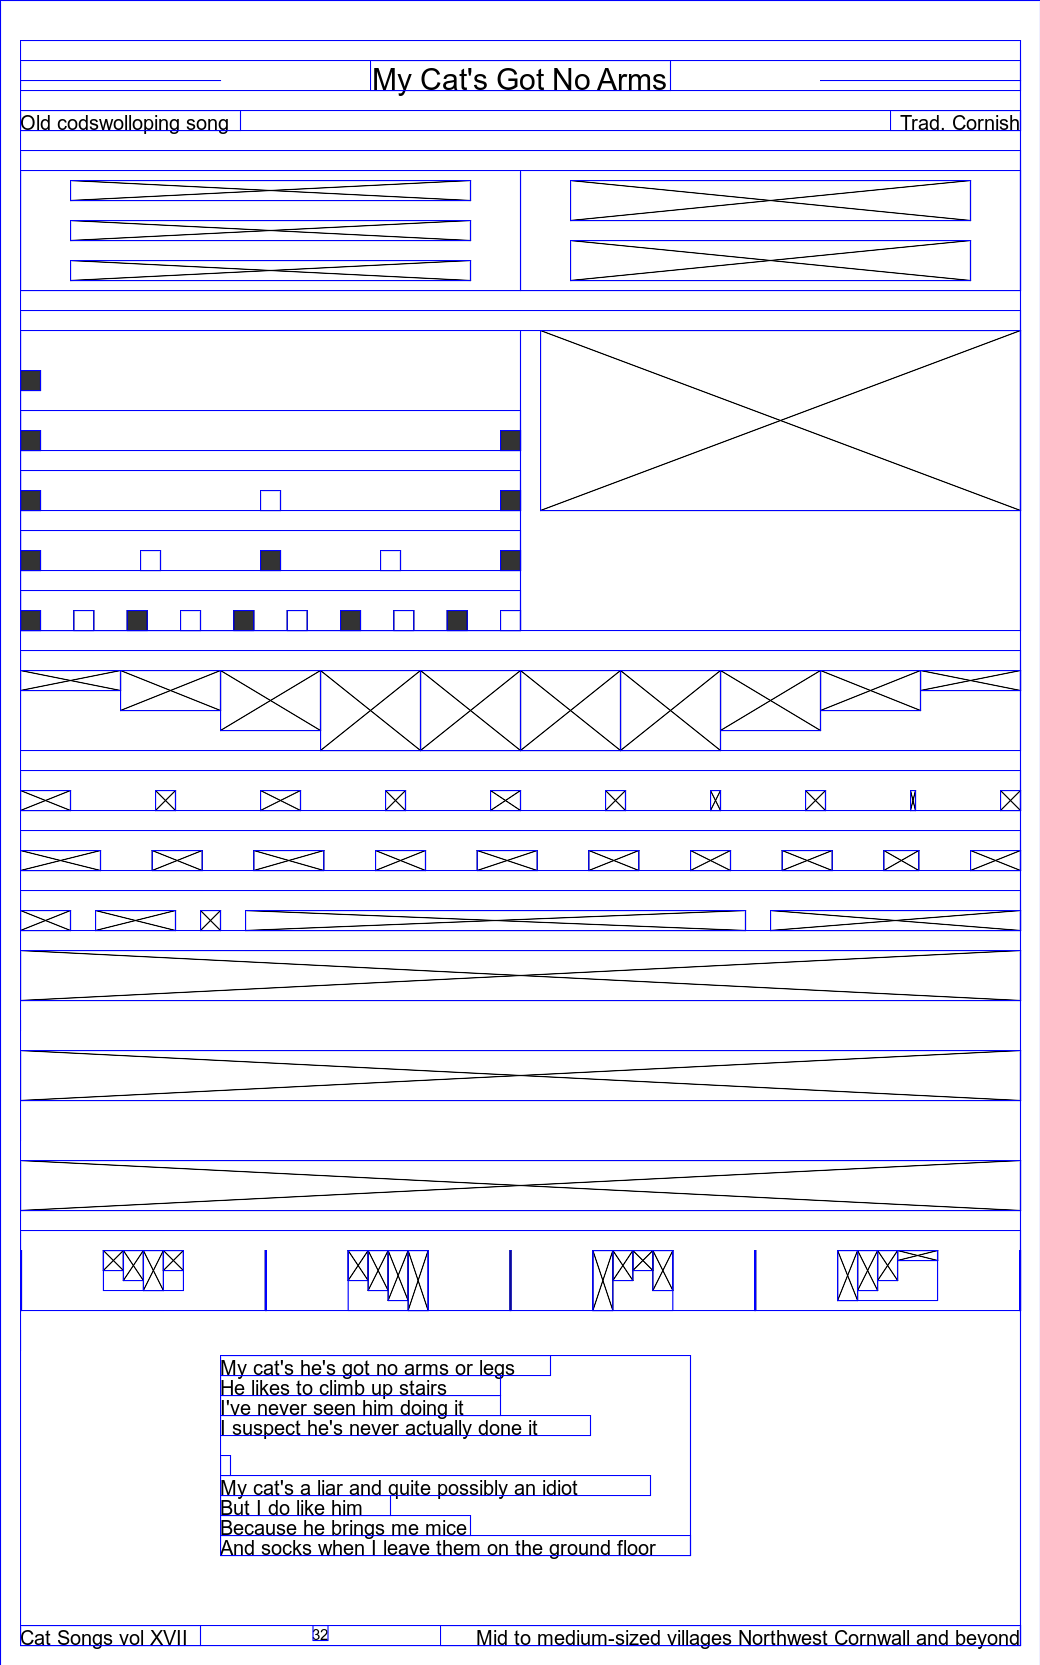 My Cat's Got No Arms
Old codswolloping song
Trad. Cornish
My cat's he's got no arms or legs
He likes to climb up stairs
I've never seen him doing it
I suspect he's never actually done it
My cat's a liar and quite possibly an idiot
But I do like him
Because he brings me mice
And socks when I leave them on the ground floor
Cat Songs vol XVII
32
Mid to medium-sized villages Northwest Cornwall and beyond